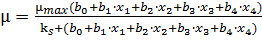 μ = μmax(b0+b1·x1+b2·x2+b3·x3+b4·x4) / ks+(b0+b1·x1+b2·x2+b3·x3+b4·x4)